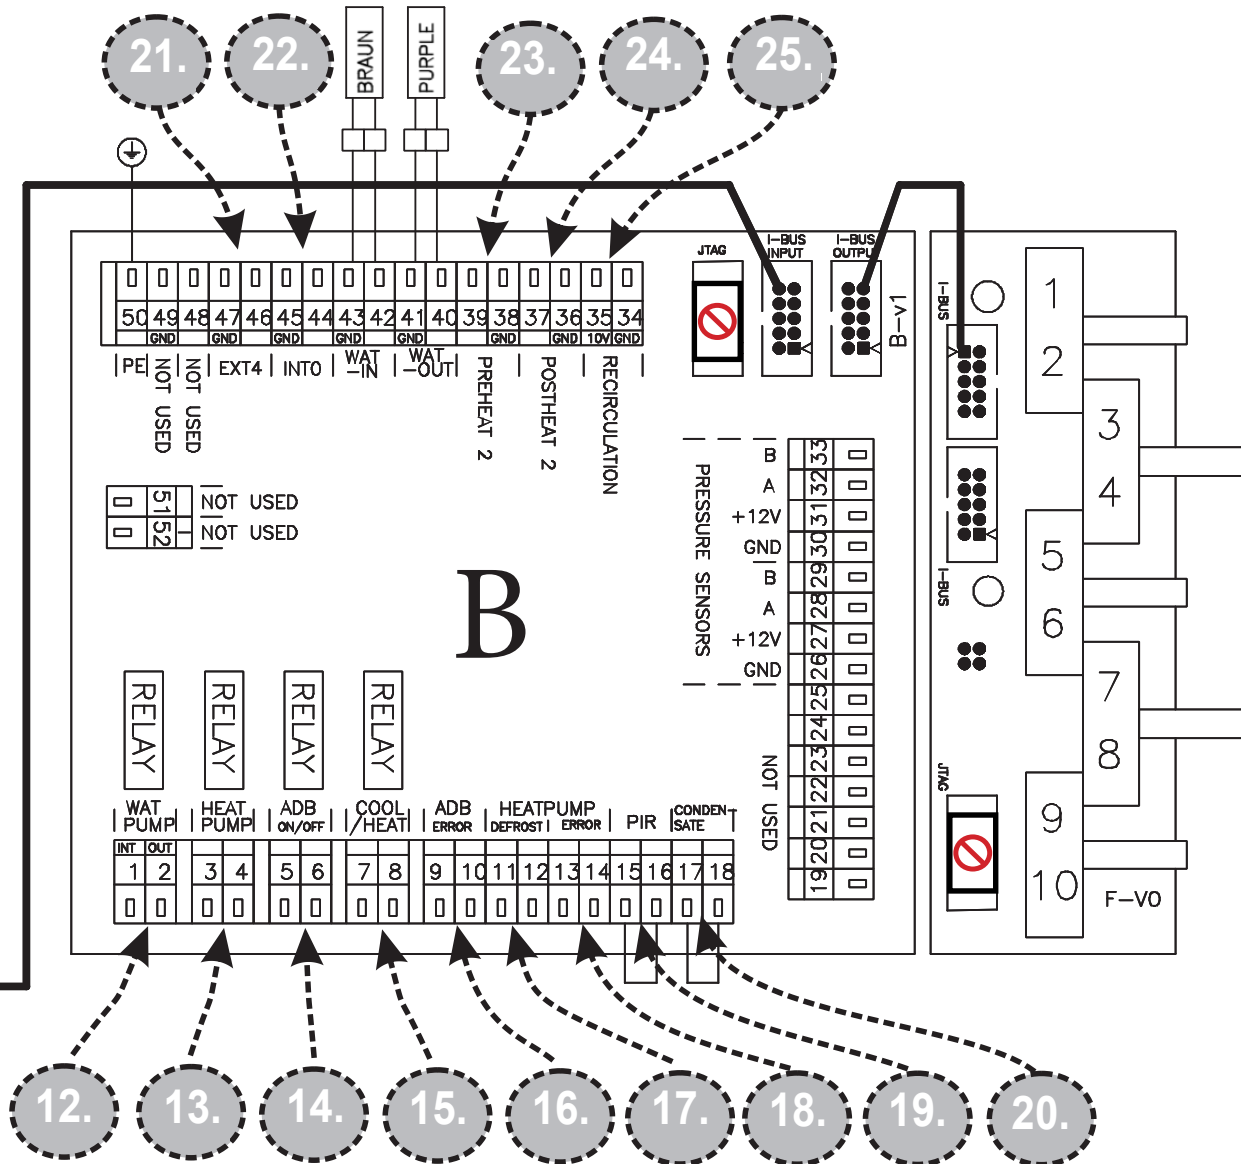 21.
22.
BRAUN
PURPLE
23.
24.
25.
JTAG
I-BUS
INPUT
I-BUS
OUTPUT
B-v1
50 49 48 47 46 45 44 43 42 41 40 39 38 37 36 35 34
GND GND GND GND GND GND GND 10V GND
PE
NOT USED
NOT USED
EXT4
INT0
WAT
-IN
WAT
-OUT
PREHEAT 2
POSTHEAT 2
RECIRCULATION
51 NOT USED
52 NOT USED
B
PRESSURE SENSORS
B 33
A 32
+12V 31
GND 30
B 29
A 28
+12V 27
GND 26
25
24
23
22
21
20
19
NOT USED
RELAY
RELAY
RELAY
RELAY
WAT
PUMP
HEAT
PUMP
ADB
ON/OFF
COOL
/HEAT
ADB
ERROR
HEATPUMP
DEFROST ERROR
PIR
CONDEN-
SATE
INT OUT
1 2 3 4 5 6 7 8 9 10 11 12 13 14 15 16 17 18
I-BUS
I-BUS
JTAG
1
2
3
4
5
6
7
8
9
10
F-V0
12.
13.
14.
15.
16.
17.
18.
19.
20.